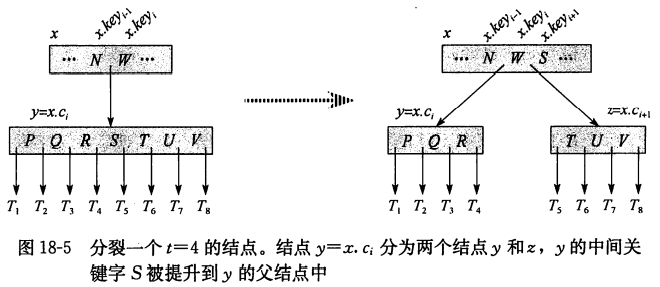 x x.key_{i-1} x.key_i
··· N W ···
y=x.c_i
P Q R S T U V
T_1 T_2 T_3 T_4 T_5 T_6 T_7 T_8
x x.key_{i-1} x.key_i x.key_{i+1}
··· N W S ···
y=x.c_i z=x.c_{i+1}
P Q R T U V
T_1 T_2 T_3 T_4 T_5 T_6 T_7 T_8
图 18-5 分裂一个 t=4 的结点。结点 y=x.c_i 分为两个结点 y 和 z，y 的中间关
键字 S 被提升到 y 的父结点中